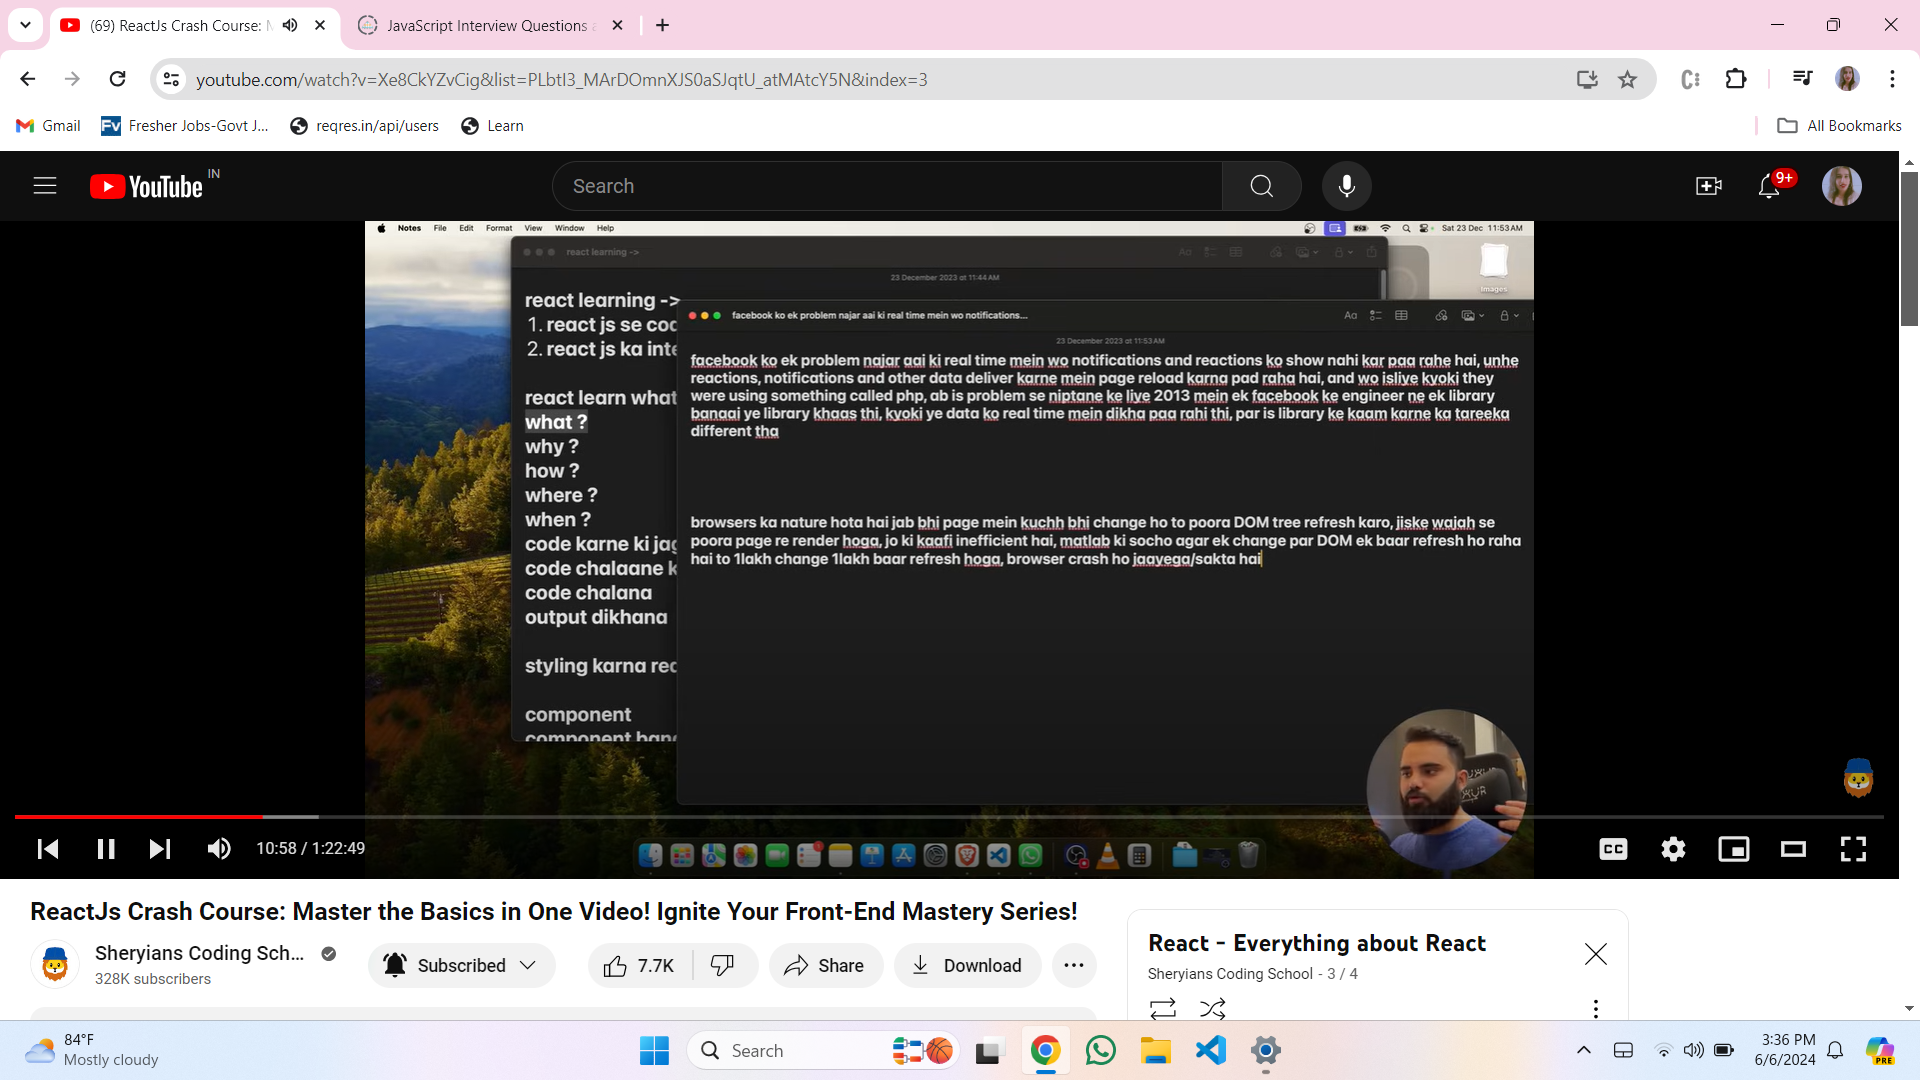 (69) ReactJs Crash Course: M
JavaScript Interview Questions a
youtube.com/watch?v=Xe8CkYZvCig&list=PLbtI3_MArDOmnXJS0aSJqtU_atMAtcY5N&index=3
Gmail
Fv Fresher Jobs-Govt J...
reqres.in/api/users
Learn
All Bookmarks
YouTube IN
Search
9+
Notes File Edit Format View Window Help
Sat 23 Dec 11:53 AM
react learning ->
23 December 2023 at 11:44 AM
Images
react learning ->
1. react js se cod
2. react js ka inte
react learn what
what ?
why ?
how ?
where ?
when ?
code karne ki jag
code chalaane k
code chalana
output dikhana
styling karna rea
component
component bana
facebook ko ek problem najar aai ki real time mein wo notifications...
23 December 2023 at 11:53 AM
facebook ko ek problem najar aai ki real time mein wo notifications and reactions ko show nahi kar paa rahe hai, unhe
reactions, notifications and other data deliver karne mein page reload karna pad raha hai, and wo isliye kyoki they
were using something called php, ab is problem se niptane ke liye 2013 mein ek facebook ke engineer ne ek library
banaai ye library khaas thi, kyoki ye data ko real time mein dikha paa rahi thi, par is library ke kaam karne ka tareeka
different tha
browsers ka nature hota hai jab bhi page mein kuchh bhi change ho to poora DOM tree refresh karo, jiske wajah se
poora page re render hoga, jo ki kaafi inefficient hai, matlab ki socho agar ek change par DOM ek baar refresh ho raha
hai to 1lakh change 1lakh baar refresh hoga, browser crash ho jaayega/sakta hai
10:58 / 1:22:49
CC
ReactJs Crash Course: Master the Basics in One Video! Ignite Your Front-End Mastery Series!
Sheryians Coding Sch...
328K subscribers
Subscribed
7.7K
Share
Download
React - Everything about React
Sheryians Coding School - 3 / 4
84°F
Mostly cloudy
Search
3:36 PM
6/6/2024
PRE